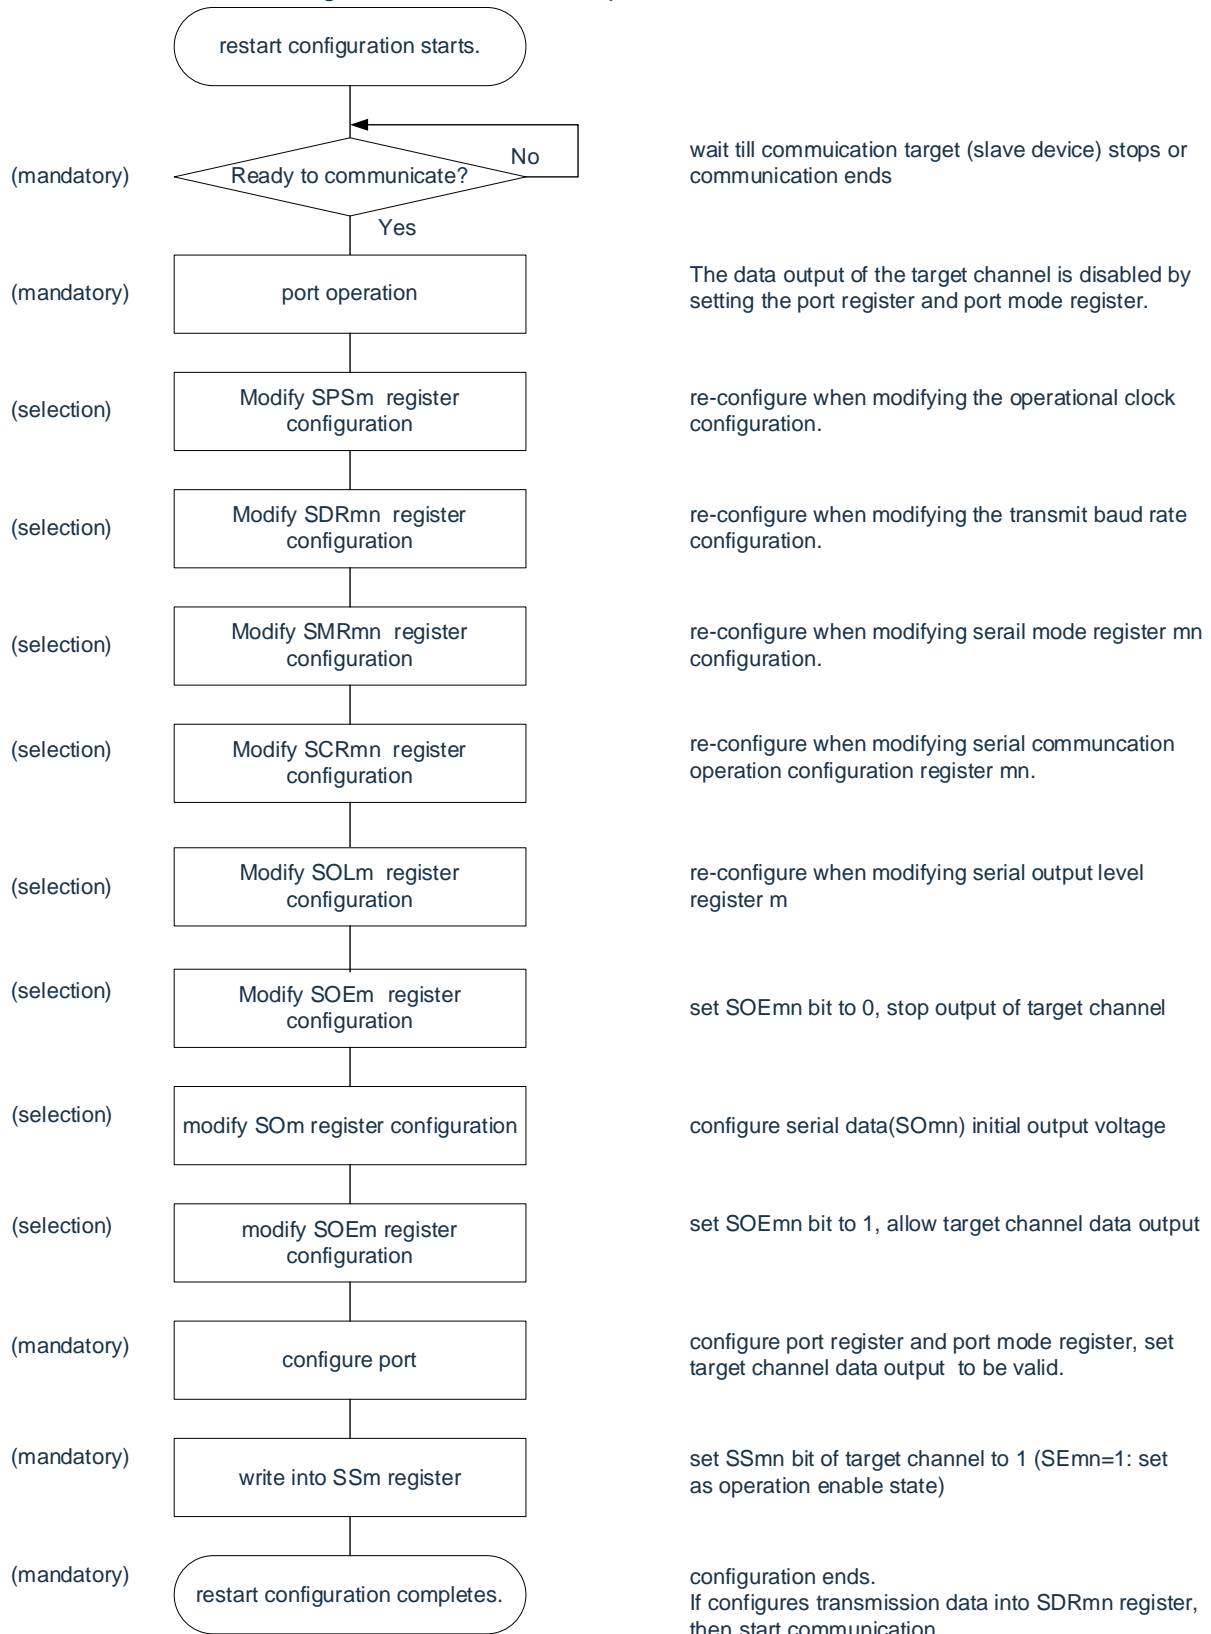 restart configuration starts.
(mandatory)
Ready to communicate?
No
wait till commuication target (slave device) stops or
communication ends
Yes
(mandatory)
port operation
The data output of the target channel is disabled by
setting the port register and port mode register.
(selection)
Modify SPSm register
configuration
re-configure when modifying the operational clock
configuration.
(selection)
Modify SDRmn register
configuration
re-configure when modifying the transmit baud rate
configuration.
(selection)
Modify SMRmn register
configuration
re-configure when modifying serail mode register mn
configuration.
(selection)
Modify SCRmn register
configuration
re-configure when modifying serial communcation
operation configuration register mn.
(selection)
Modify SOLm register
configuration
re-configure when modifying serial output level
register m
(selection)
Modify SOEm register
configuration
set SOEmn bit to 0, stop output of target channel
(selection)
modify SOm register configuration
configure serial data(SOmn) initial output voltage
(selection)
modify SOEm register
configuration
set SOEmn bit to 1, allow target channel data output
(mandatory)
configure port
configure port register and port mode register, set
target channel data output to be valid.
(mandatory)
write into SSm register
set SSmn bit of target channel to 1 (SEmn=1: set
as operation enable state)
(mandatory)
restart configuration completes.
configuration ends.
If configures transmission data into SDRmn register,
then start communication